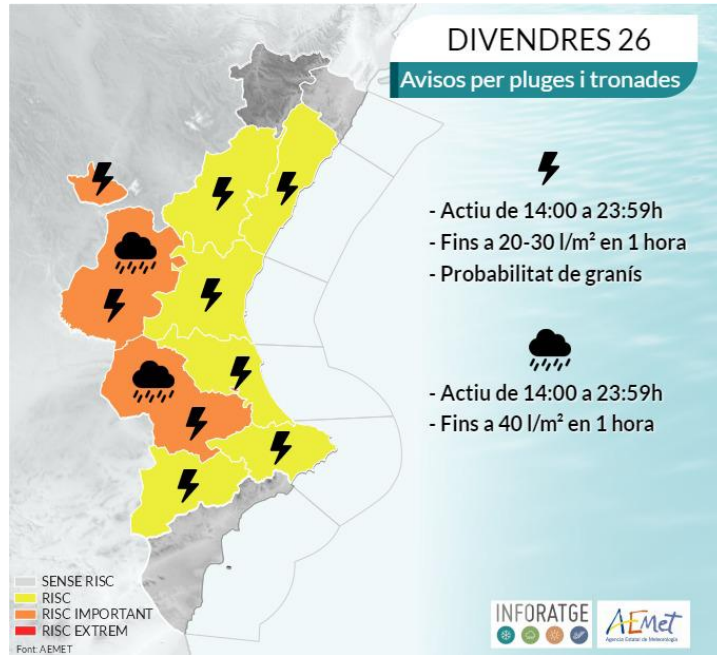 DIVENDRES 26
Avisos per pluges i tronades
- Actiu de 14:00 a 23:59h
- Fins a 20-30 l/m² en 1 hora
- Probabilitat de granís
- Actiu de 14:00 a 23:59h
- Fins a 40 l/m² en 1 hora
SENSE RISC
RISC
RISC IMPORTANT
RISC EXTREM
Font: AEMET
INFORATGE
AEMet
Agencia Estatal de Meteorología